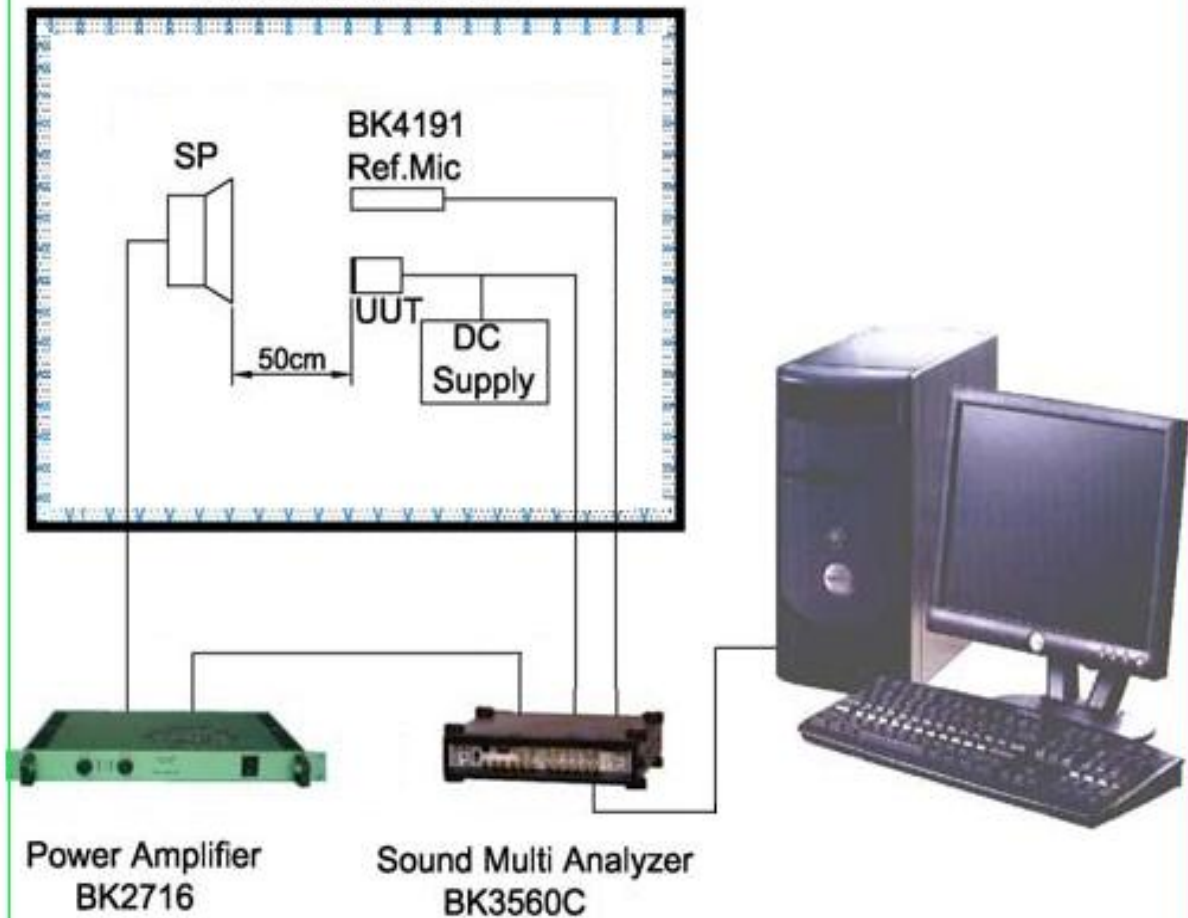 SP
BK4191
Ref.Mic
UUT
50cm
DC
Supply
Power Amplifier
BK2716
Sound Multi Analyzer
BK3560C